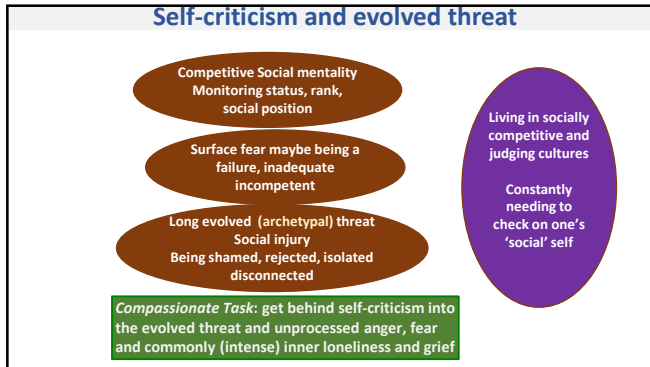 Self-criticism and evolved threat
Competitive Social mentality
Monitoring status, rank,
social position
Surface fear maybe being a
failure, inadequate
incompetent
Long evolved (archetypal) threat
Social injury
Being shamed, rejected, isolated
disconnected
Compassionate Task: get behind self-criticism into
the evolved threat and unprocessed anger, fear
and commonly (intense) inner loneliness and grief
Living in socially
competitive and
judging cultures
Constantly
needing to
check on one's
'social' self